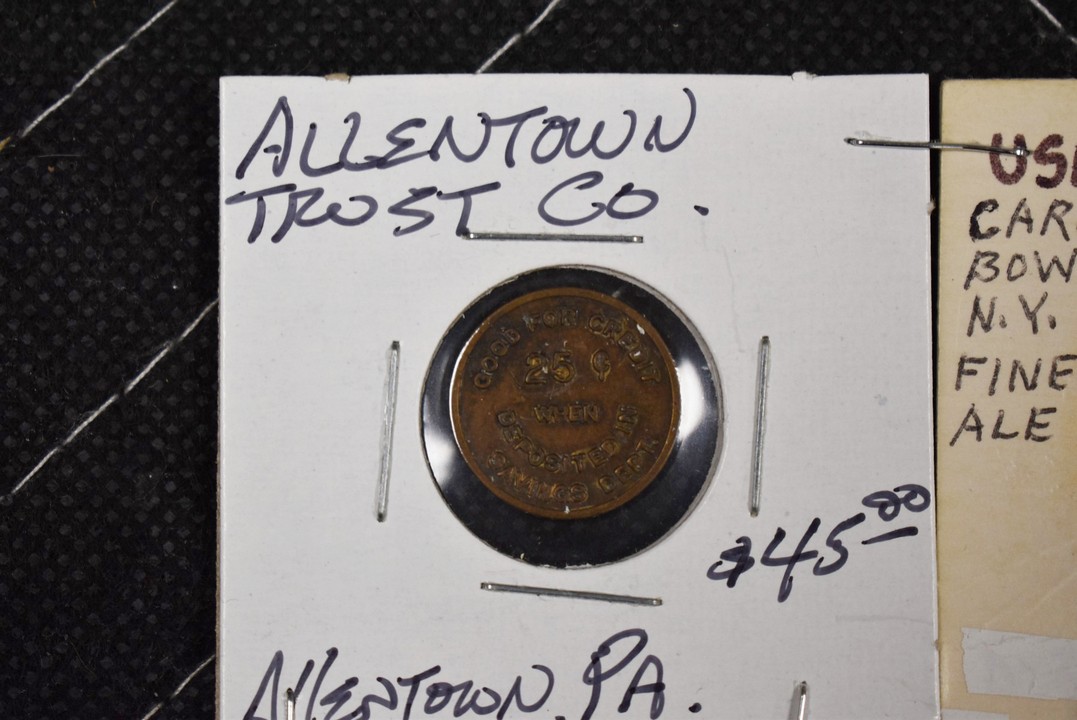 ALLENTOWN
TRUST CO.
GOOD FOR CREDIT
25 ¢
WHEN
DEPOSITED IN
SAVINGS DEPT.
$45.00
ALLENTOWN, PA.
CAR
BOW
N.Y.
FINE
ALE